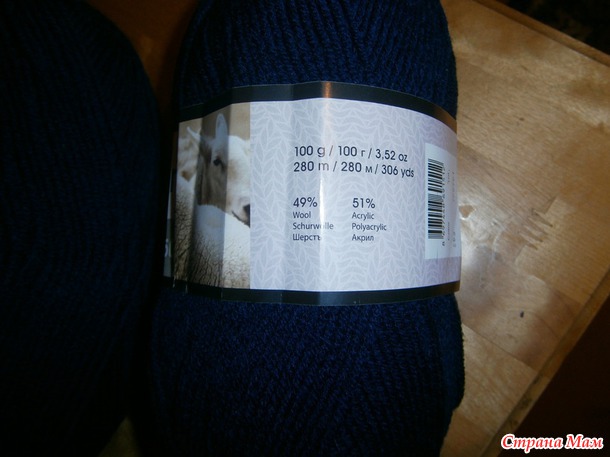 100 g / 100 г / 3,52 oz
280 m / 280 м / 306 yds
49% 51%
Wool Acrylic
Schurwolle Polyacrylic
Шерсть Акрил
Страна Мам